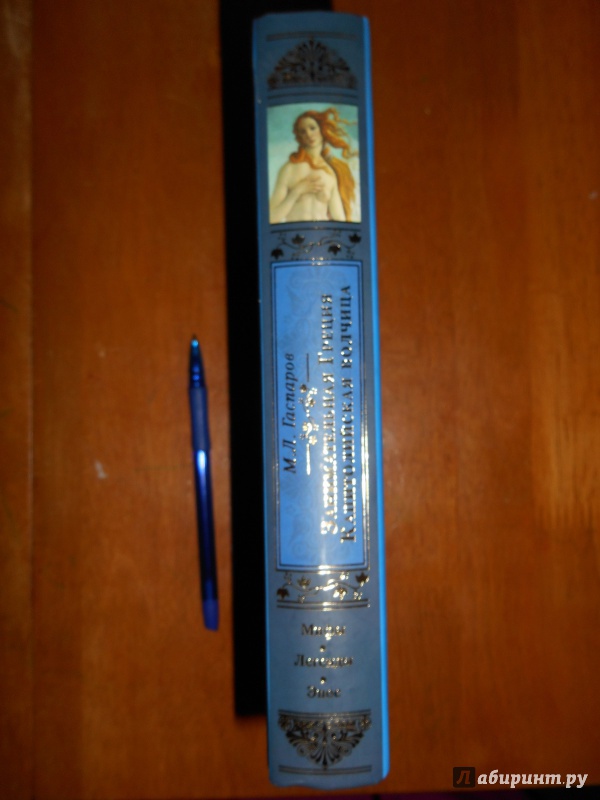 М.Л. Гаспаров
Занимательная Греция
Капитолийская волчица
Мифы
Легенды
Эпос
Лабиринт.ру